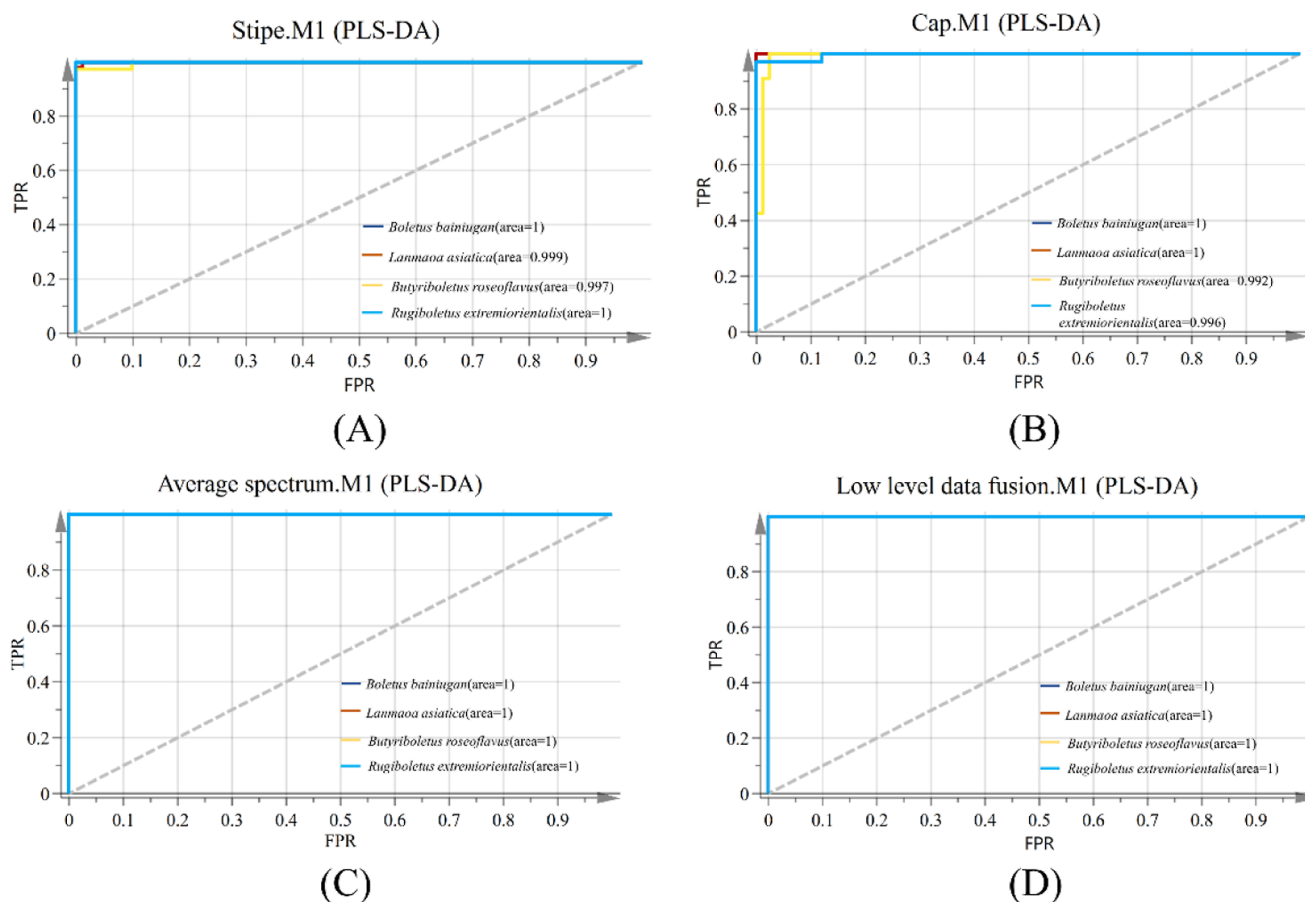 Stipe.M1 (PLS-DA)
TPR
0.8
0.6
0.4
0.2
0
Boletus bainiugan(area=1)
Lanmaoa asiatica(area=0.999)
Butyriboletus roseoflavus(area=0.997)
Rugiboletus extremiorientalis(area=1)
0 0.1 0.2 0.3 0.4 0.5 0.6 0.7 0.8 0.9
FPR
(A)
Cap.M1 (PLS-DA)
TPR
0.8
0.6
0.4
0.2
0
Boletus bainiugan(area=1)
Lanmaoa asiatica(area=1)
Butyriboletus roseoflavus(area=0.992)
Rugiboletus
extremiorientalis(area=0.996)
0 0.1 0.2 0.3 0.4 0.5 0.6 0.7 0.8 0.9
FPR
(B)
Average spectrum.M1 (PLS-DA)
TPR
0.8
0.6
0.4
0.2
0
Boletus bainiugan(area=1)
Lanmaoa asiatica(area=1)
Butyriboletus roseoflavus(area=1)
Rugiboletus extremiorientalis(area=1)
0 0.1 0.2 0.3 0.4 0.5 0.6 0.7 0.8 0.9
FPR
(C)
Low level data fusion.M1 (PLS-DA)
TPR
0.8
0.6
0.4
0.2
0
Boletus bainiugan(area=1)
Lanmaoa asiatica(area=1)
Butyriboletus roseoflavus(area=1)
Rugiboletus extremiorientalis(area=1)
0 0.1 0.2 0.3 0.4 0.5 0.6 0.7 0.8 0.9
FPR
(D)